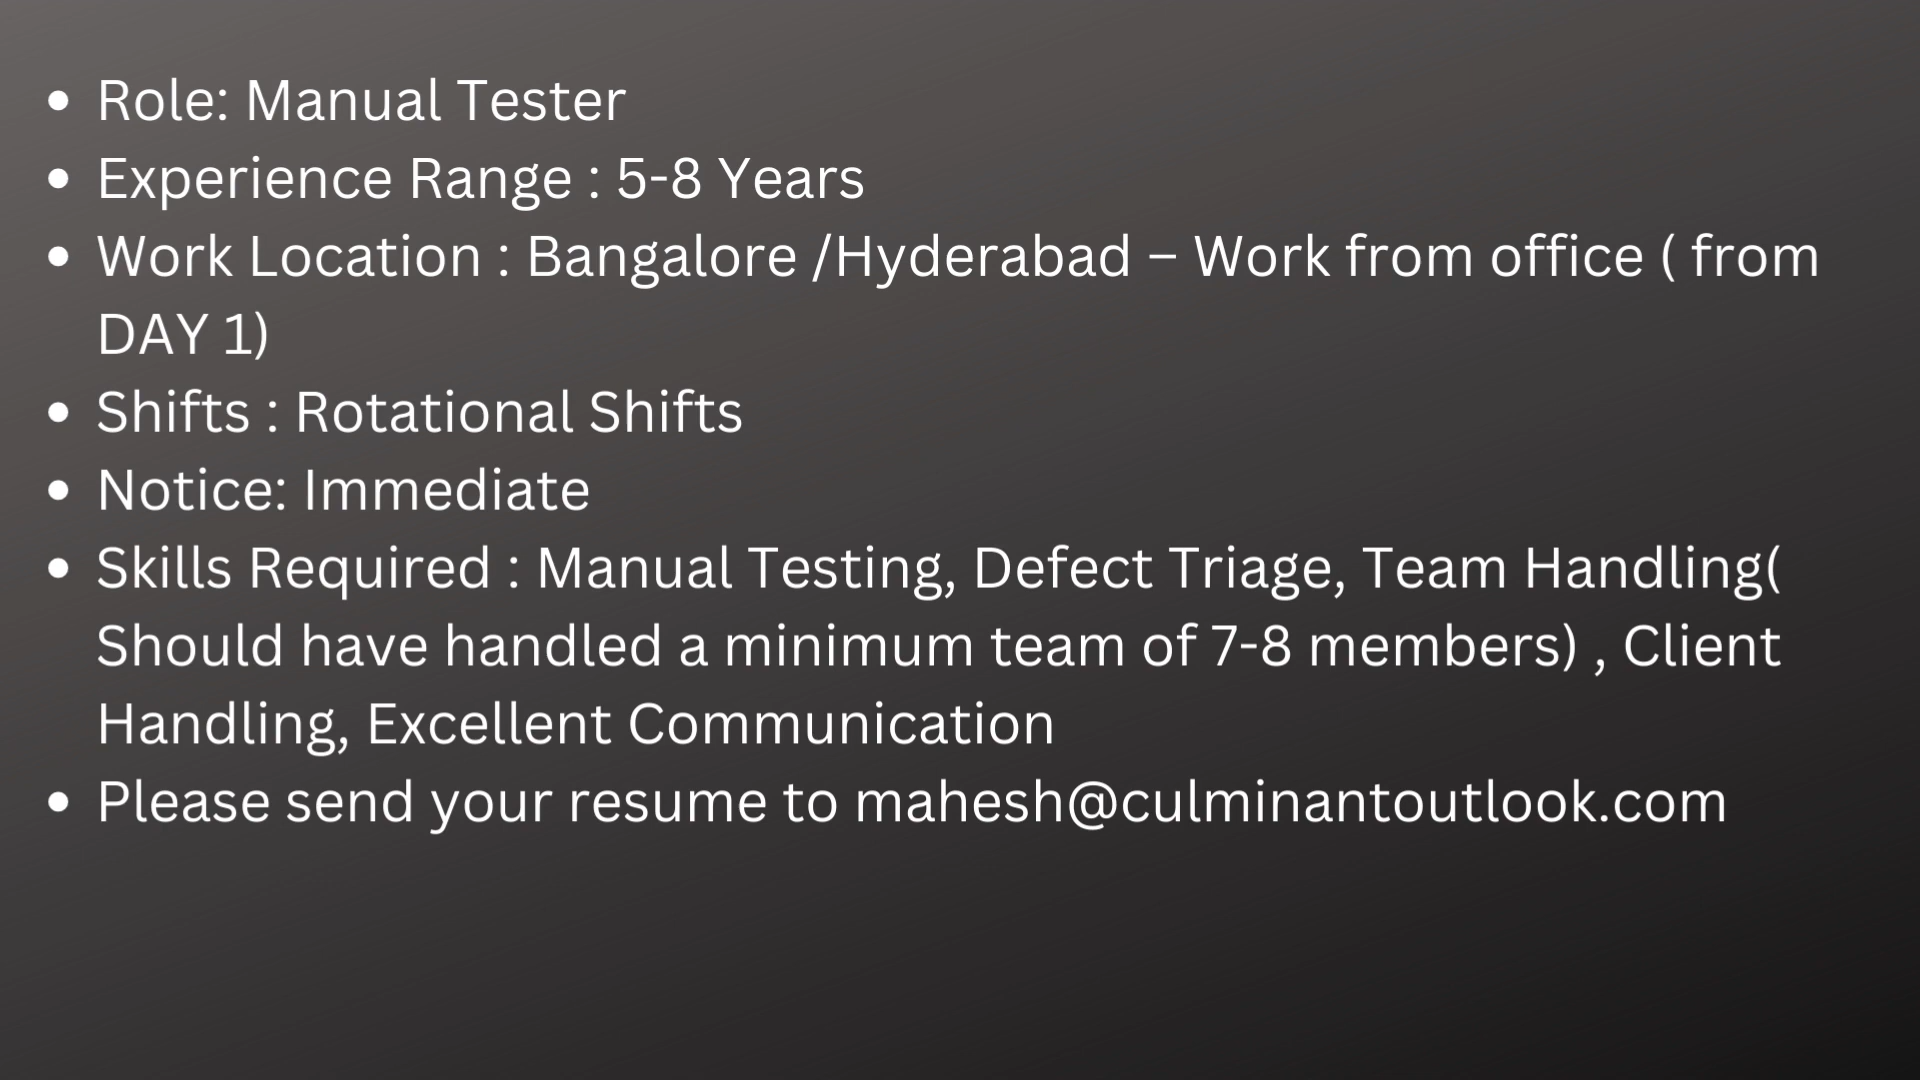 • Role: Manual Tester
• Experience Range : 5-8 Years
• Work Location : Bangalore /Hyderabad – Work from office ( from
DAY 1)
• Shifts : Rotational Shifts
• Notice: Immediate
• Skills Required : Manual Testing, Defect Triage, Team Handling(
Should have handled a minimum team of 7-8 members) , Client
Handling, Excellent Communication
• Please send your resume to mahesh@culminantoutlook.com